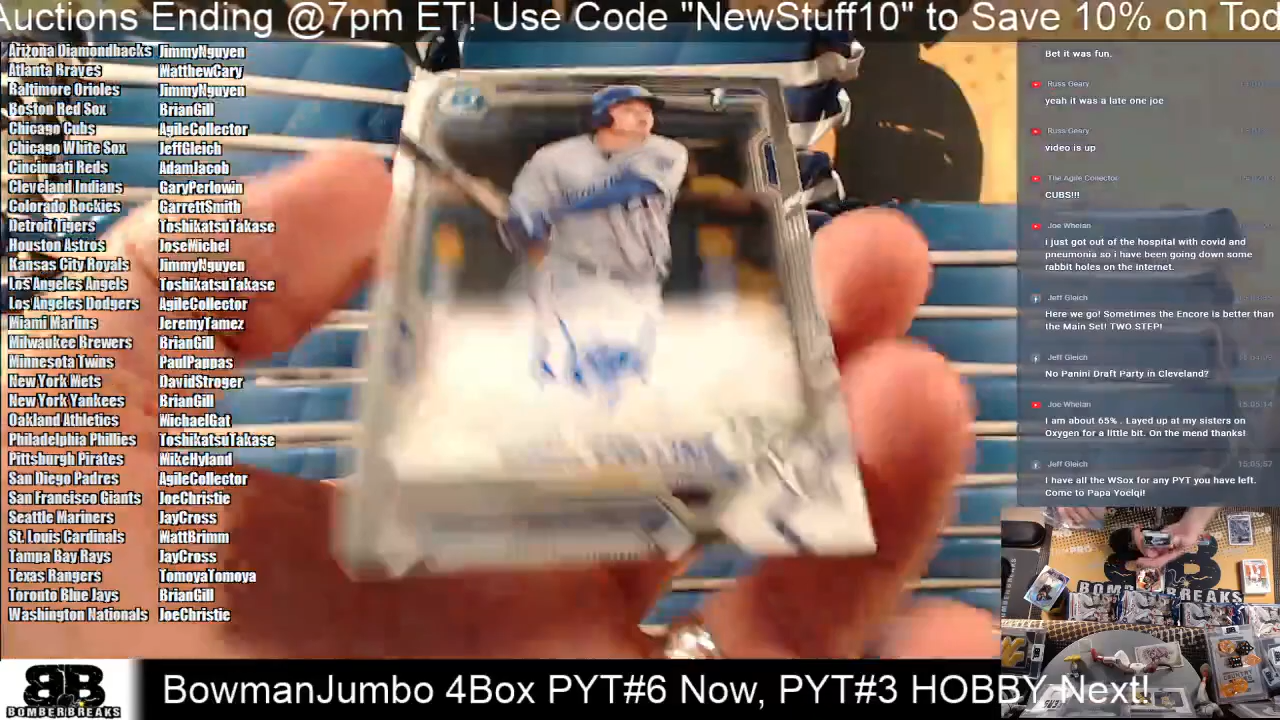 Auctions Ending @7pm ET! Use Code "NewStuff10" to Save 10% on Tod
Arizona Diamondbacks JimmyNguyen
Atlanta Braves MatthewCary
Baltimore Orioles JimmyNguyen
Boston Red Sox BrianGill
Chicago Cubs AgileCollector
Chicago White Sox JeffGleich
Cincinnati Reds AdamJacob
Cleveland Indians GaryPerlowin
Colorado Rockies GarrettSmith
Detroit Tigers ToshikatsuTakase
Houston Astros JoseMichel
Kansas City Royals JimmyNguyen
Los Angeles Angels ToshikatsuTakase
Los Angeles Dodgers AgileCollector
Miami Marlins JeremyTamez
Milwaukee Brewers BrianGill
Minnesota Twins PaulPappas
New York Mets DavidStroger
New York Yankees BrianGill
Oakland Athletics MichaelGat
Philadelphia Phillies ToshikatsuTakase
Pittsburgh Pirates MikeHyland
San Diego Padres AgileCollector
San Francisco Giants JoeChristie
Seattle Mariners JayCross
St. Louis Cardinals MattBrimm
Tampa Bay Rays JayCross
Texas Rangers TomoyaTomoya
Toronto Blue Jays BrianGill
Washington Nationals JoeChristie
Bet it was fun.
Russ Geary
yeah it was a late one joe
Russ Geary
video is up
The Agile Collector
CUBS!!!
Joe Whelan
i just got out of the hospital with covid and
pneumonia so i have been going down some
rabbit holes on the internet.
Jeff Gleich
Here we go! Sometimes the Encore is better than
the Main Set! TWO STEP!
Jeff Gleich
No Panini Draft Party in Cleveland?
Joe Whelan 15:05:14
I am about 65% . Layed up at my sisters on
Oxygen for a little bit. On the mend thanks!
Jeff Gleich 15:05:57
I have all the WSox for any PYT you have left.
Come to Papa Yoelqi!
BOMBERBREAKS
BB
BOMBERBREAKS
BowmanJumbo 4Box PYT#6 Now, PYT#3 HOBBY Next!